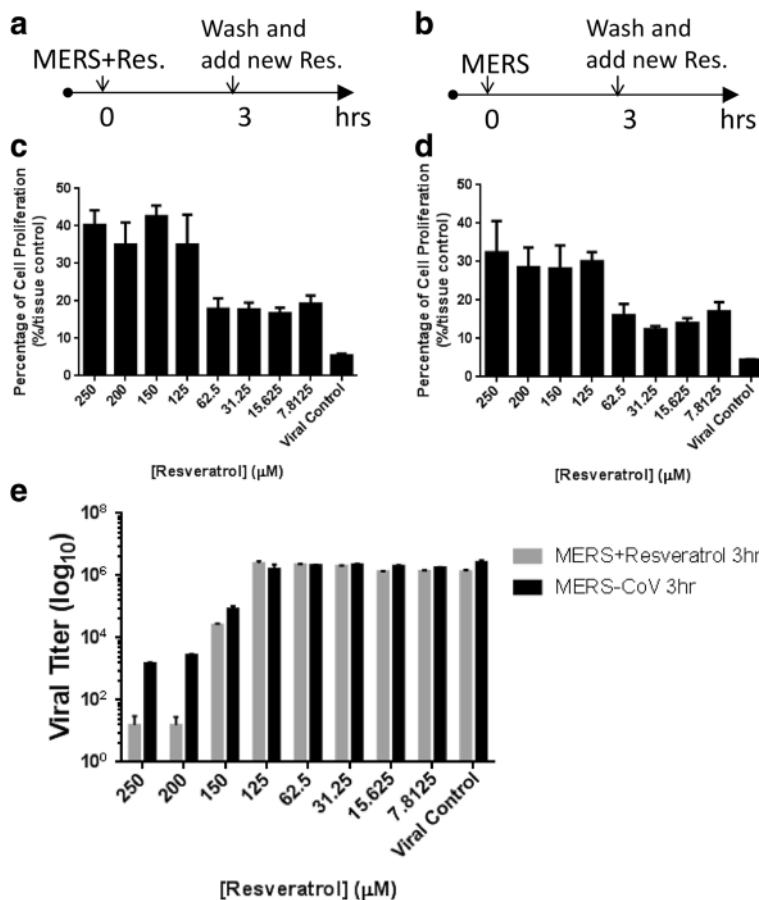 a
MERS+Res.
Wash and
add new Res.
0
3
hrs
b
MERS
Wash and
add new Res.
0
3
hrs
c
Percentage of Cell Proliferation
(%/tissue control)
50
40
30
20
10
0
250
200
150
125
62.5
31.25
15.625
7.8125
Viral Control
[Resveratrol] (μM)
d
Percentage of Cell Proliferation
(%/tissue control)
50
40
30
20
10
0
250
200
150
125
62.5
31.25
15.625
7.8125
Viral Control
[Resveratrol] (μM)
e
Viral Titer (log10)
10^8
10^6
10^4
10^2
10^0
250
200
150
125
62.5
31.25
15.625
7.8125
Viral Control
[Resveratrol] (μM)
MERS+Resveratrol 3hr
MERS-CoV 3hr